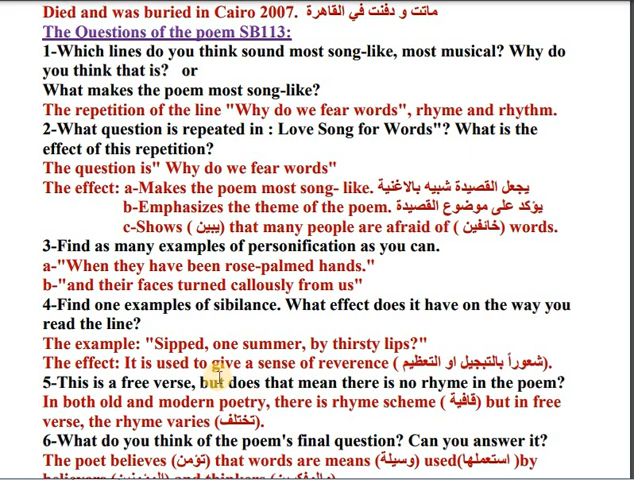 Died and was buried in Cairo 2007. ماتت و دفنت في القاهرة
The Questions of the poem SB113:
1-Which lines do you think sound most song-like, most musical? Why do
you think that is?   or
What makes the poem most song-like?
The repetition of the line "Why do we fear words", rhyme and rhythm.
2-What question is repeated in : Love Song for Words"? What is the
effect of this repetition?
The question is" Why do we fear words"
The effect: a-Makes the poem most song- like. يجعل القصيدة شبيه بالاغنية
b-Emphasizes the theme of the poem. يؤكد على موضوع القصيدة
c-Shows ( يبين) that many people are afraid of ( خائفين) words.
3-Find as many examples of personification as you can.
a-"When they have been rose-palmed hands."
b-"and their faces turned callously from us"
4-Find one examples of sibilance. What effect does it have on the way you
read the line?
The example: "Sipped, one summer, by thirsty lips?"
The effect: It is used to give a sense of reverence ( شعوراً بالتبجيل او التعظيم).
5-This is a free verse, but does that mean there is no rhyme in the poem?
In both old and modern poetry, there is rhyme scheme ( قافية) but in free
verse, the rhyme varies (تختلف).
6-What do you think of the poem's final question? Can you answer it?
The poet believes (تؤمن) that words are means (وسيلة) used(استعملها )by
believers (المؤمنين) and thinkers (والمفكرين)